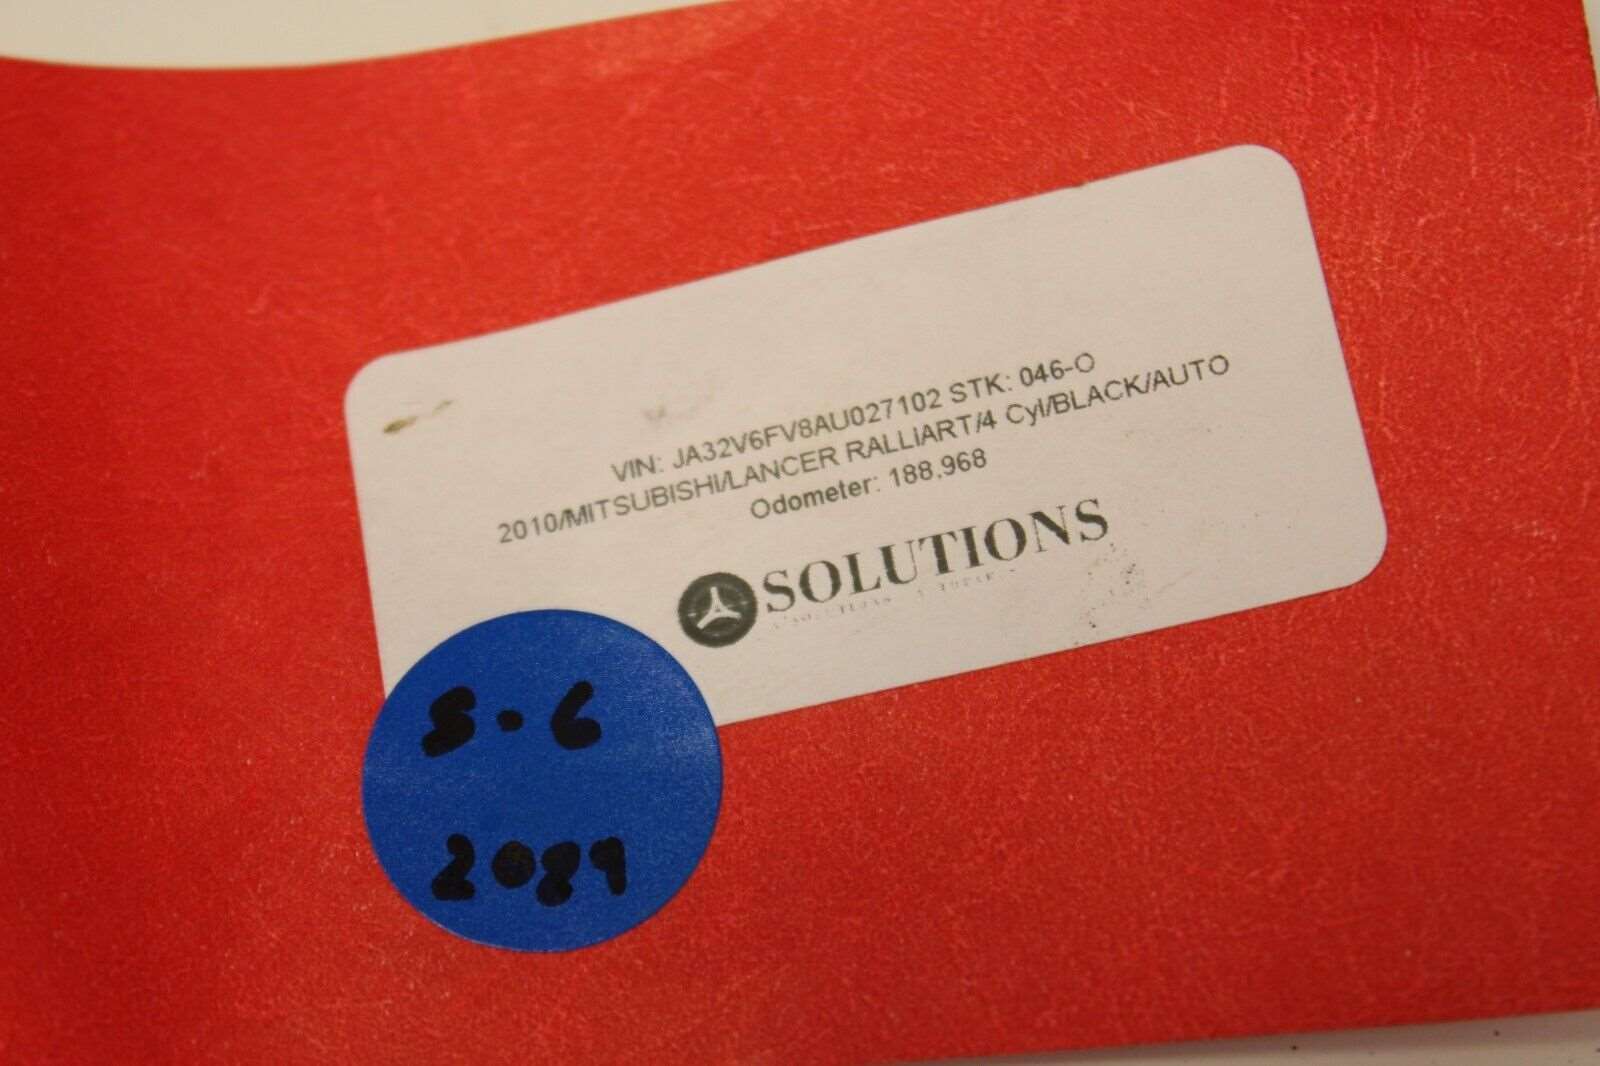 VIN: JA32V6FV8AU027102 STK: 046-O
2010/MITSUBISHI/LANCER RALLIART/4 Cyl/BLACK/AUTO
Odometer: 188,968
SOLUTIONS
S.6
2089